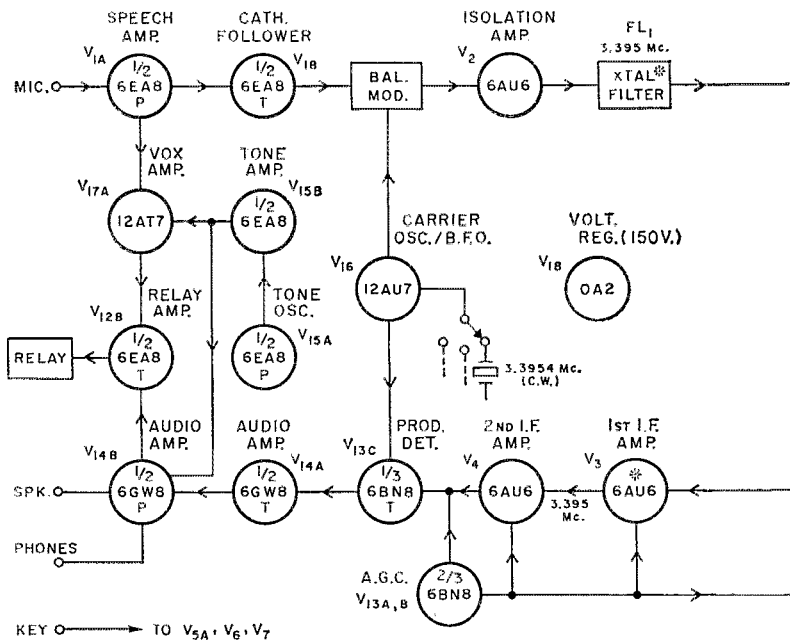 SPEECH AMP.
V1A
1/2 6EA8 P
CATH. FOLLOWER
V1B
1/2 6EA8 T
ISOLATION AMP.
V2
6AU6
FL1
3.395 Mc.
XTAL* FILTER
MIC.
BAL. MOD.
VOX AMP.
V17A
12AT7
TONE AMP.
V15B
1/2 6EA8
CARRIER OSC./B.F.O.
V16
12AU7
VOLT. REG. (150V.)
V18
OA2
RELAY AMP.
V12B
1/2 6EA8 T
RELAY
TONE OSC.
V15A
1/2 6EA8 P
3.3954 Mc. (C.W.)
AUDIO AMP.
V14B
1/2 6GW8 P
AUDIO AMP.
V14A
1/2 6GW8 T
PROD. DET.
V13C
1/3 6BN8 T
2ND I.F. AMP.
V4
6AU6
3.395 Mc.
1ST I.F. AMP.
V3
* 6AU6
SPK.
PHONES
A.G.C.
V13A,B
2/3 6BN8
KEY TO V5A, V6, V7